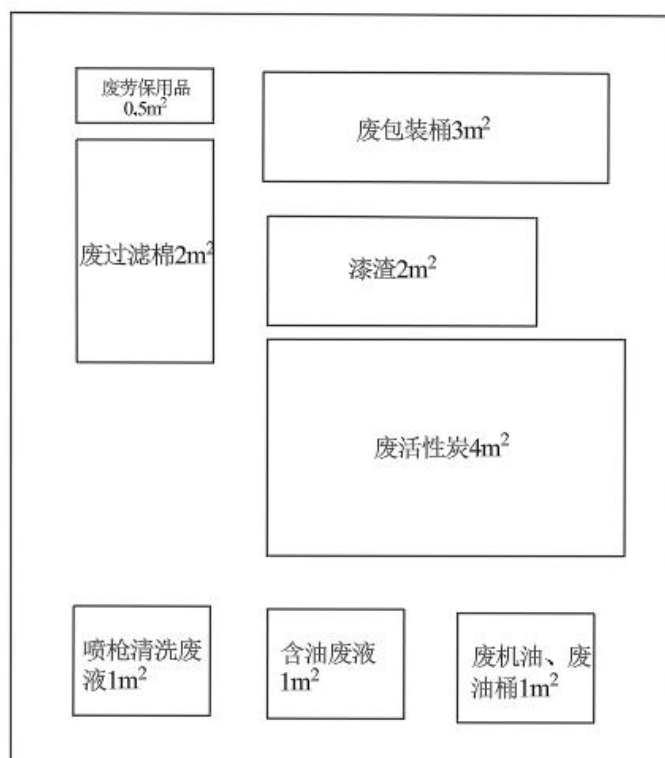 废劳保用品
0.5m²
废包装桶3m²
废过滤棉2m²
漆渣2m²
废活性炭4m²
喷枪清洗废
液1m²
含油废液
1m²
废机油、废
油桶1m²